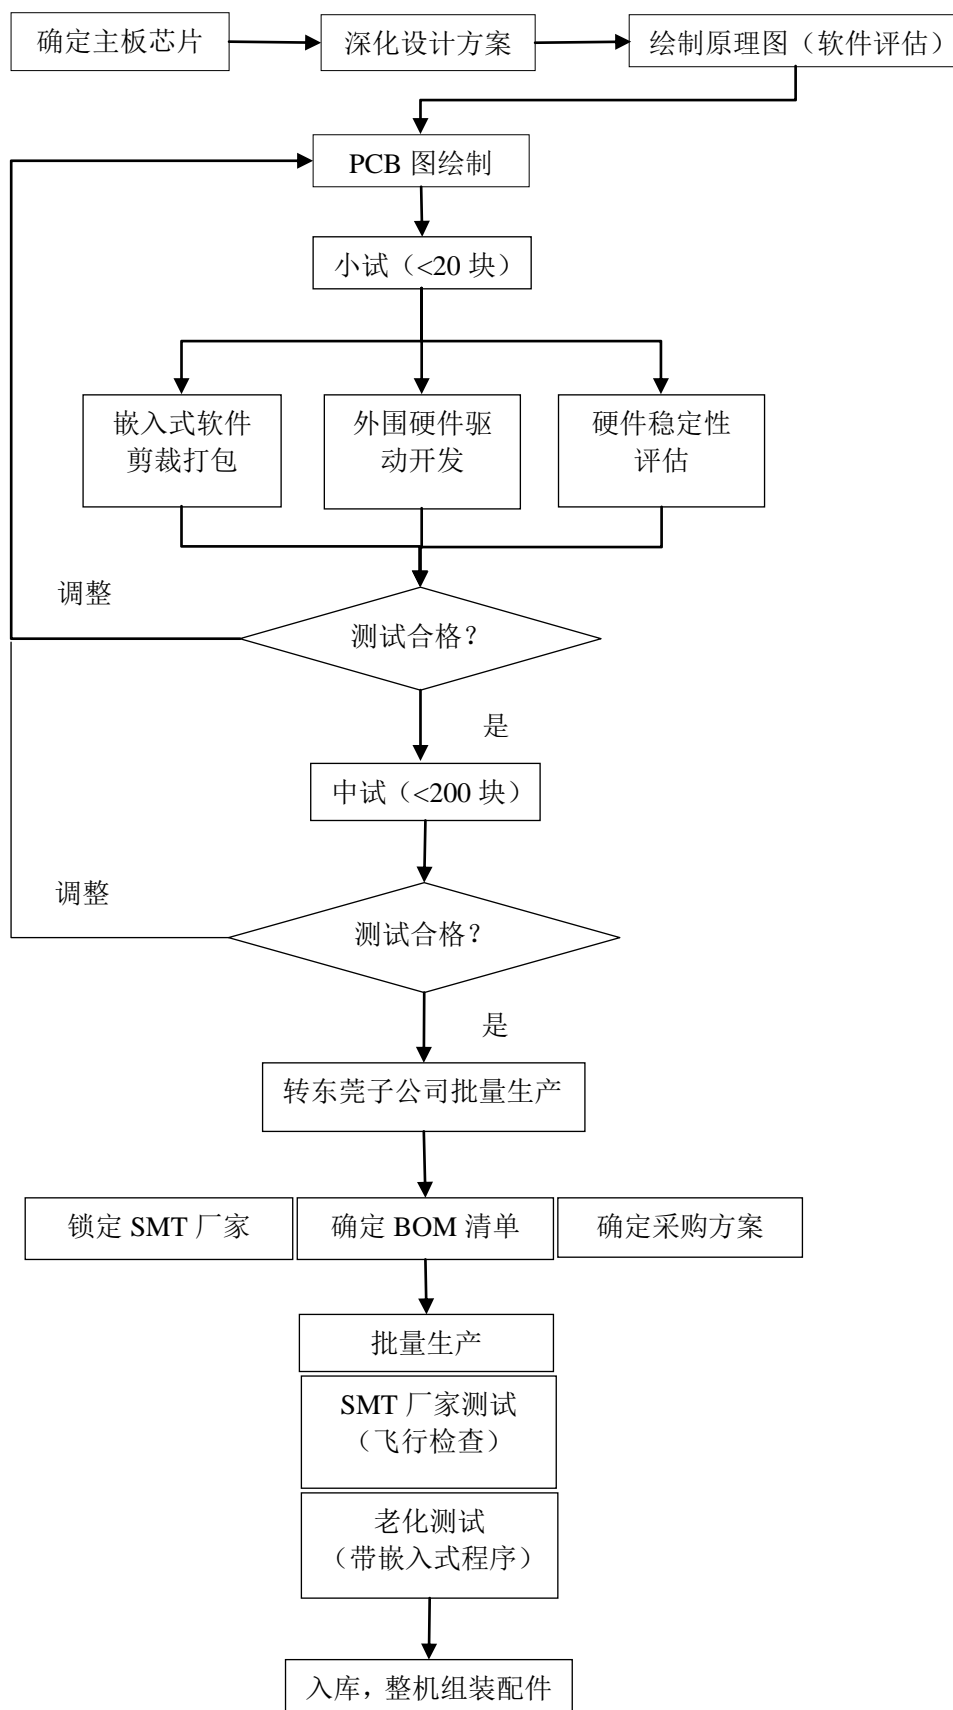 确定主板芯片
深化设计方案
绘制原理图（软件评估）
PCB 图绘制
小试（<20 块）
嵌入式软件
剪裁打包
外围硬件驱
动开发
硬件稳定性
评估
调整
测试合格？
是
中试（<200 块）
调整
测试合格？
是
转东莞子公司批量生产
锁定 SMT 厂家
确定 BOM 清单
确定采购方案
批量生产
SMT 厂家测试
（飞行检查）
老化测试
（带嵌入式程序）
入库，整机组装配件